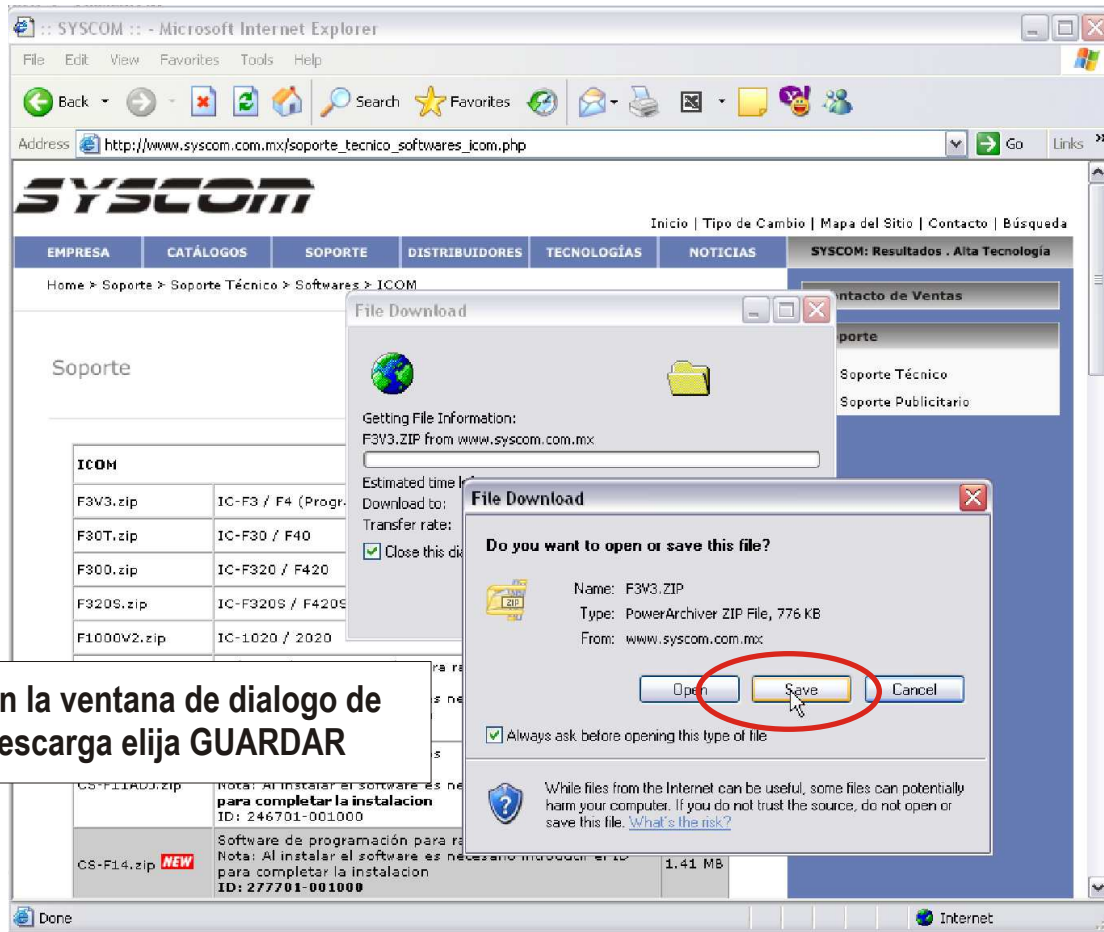 :: SYSCOM :: - Microsoft Internet Explorer
File Edit View Favorites Tools Help
Back Search Favorites
Address http://www.syscom.com.mx/soporte_tecnico_softwares_icom.php Go Links »
SYSCOM
Inicio | Tipo de Cambio | Mapa del Sitio | Contacto | Búsqueda
EMPRESA CATÁLOGOS SOPORTE DISTRIBUIDORES TECNOLOGÍAS NOTICIAS SYSCOM: Resultados . Alta Tecnología
Home > Soporte > Soporte Técnico > Softwares > ICOM
ntacto de Ventas
porte
Soporte Técnico
Soporte Publicitario
Soporte
ICOM
F3V3.zip IC-F3 / F4 (Progr
F30T.zip IC-F30 / F40
F300.zip IC-F320 / F420
F320S.zip IC-F320S / F420S
F1000V2.zip IC-1020 / 2020
CS-F11ADJ.zip Nota: Al instalar el software es ne
para completar la instalacion
ID: 246701-001000
CS-F14.zip NEW Software de programación para ra
Nota: Al instalar el software es necesario introducir el ID
para completar la instalacion
ID: 277701-001000
1.41 MB
File Download
Getting File Information:
F3V3.ZIP from www.syscom.com.mx
Estimated time l
Download to:
Transfer rate:
Close this di
File Download
Do you want to open or save this file?
Name: F3V3.ZIP
Type: PowerArchiver ZIP File, 776 KB
From: www.syscom.com.mx
Open Save Cancel
Always ask before opening this type of file
While files from the Internet can be useful, some files can potentially
harm your computer. If you do not trust the source, do not open or
save this file. What's the risk?
n la ventana de dialogo de
escarga elija GUARDAR
Done Internet